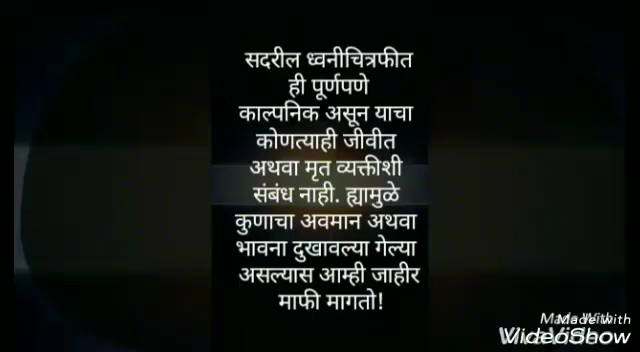 सदरील ध्वनीचित्रफीत
ही पूर्णपणे
काल्पनिक असून याचा
कोणत्याही जीवीत
अथवा मृत व्यक्तीशी
संबंध नाही. ह्यामुळे
कुणाचा अवमान अथवा
भावना दुखावल्या गेल्या
असल्यास आम्ही जाहीर
माफी मागतो!
Made with
VideoShow